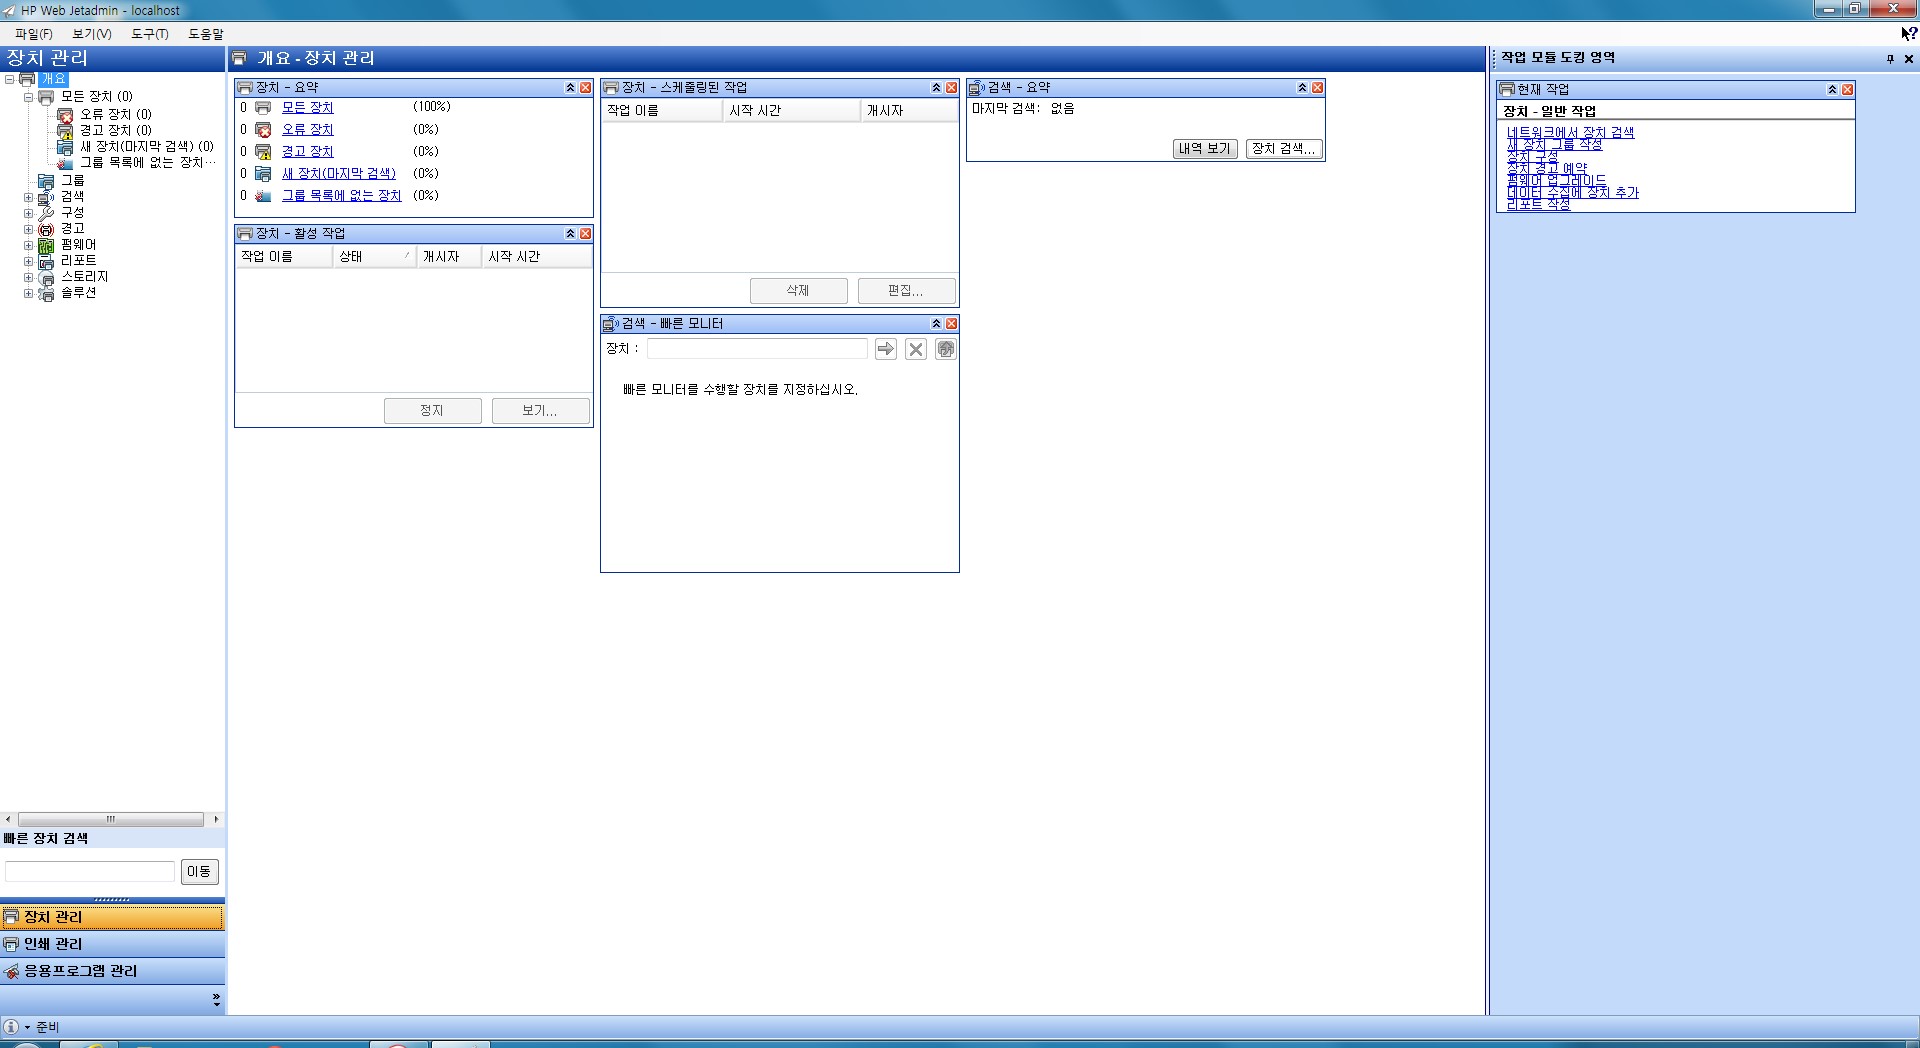 HP Web Jetadmin - localhost
파일(F) 보기(V) 도구(T) 도움말
장치 관리
개요
모든 장치 (0)
오류 장치 (0)
경고 장치 (0)
새 장치(마지막 검색) (0)
그룹 목록에 없는 장치...
그룹
검색
구성
경고
펌웨어
리포트
스토리지
솔루션
빠른 장치 검색
이동
장치 관리
인쇄 관리
응용프로그램 관리
준비
개요 - 장치 관리
장치 - 요약
0 모든 장치 (100%)
0 오류 장치 (0%)
0 경고 장치 (0%)
0 새 장치(마지막 검색) (0%)
0 그룹 목록에 없는 장치 (0%)
장치 - 활성 작업
작업 이름 상태 개시자 시작 시간
정지 보기...
장치 - 스케줄링된 작업
작업 이름 시작 시간 개시자
삭제 편집...
검색 - 빠른 모니터
장치 :
빠른 모니터를 수행할 장치를 지정하십시오.
검색 - 요약
마지막 검색: 없음
내역 보기 장치 검색...
작업 모듈 도킹 영역
현재 작업
장치 - 일반 작업
네트워크에서 장치 검색
새 장치 그룹 작성
장치 구성
장치 경고 예약
펌웨어 업그레이드
데이터 수집에 장치 추가
리포트 작성